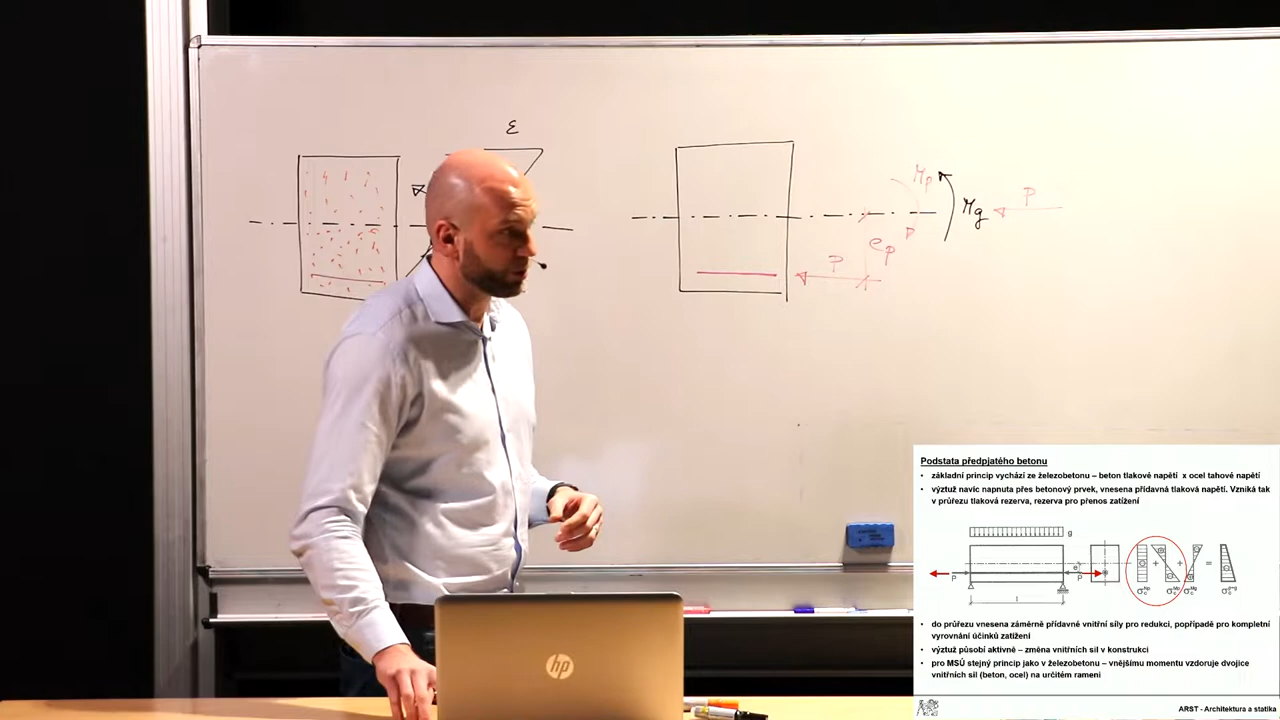 ε
Mp
Mg
P
ep
P
hp
Podstata předpjatého betonu
• základní princip vychází ze železobetonu – beton tlakové napětí x ocel tahové napětí
• výztuž navíc napnuta přes betonový prvek, vnesena přídavná tlaková napětí. Vzniká tak
v průřezu tlaková rezerva, rezerva pro přenos zatížení
g
P
P
l
• do průřezu vnesena záměrně přídavné vnitřní síly pro redukci, popřípadě pro kompletní
vyrovnání účinků zatížení
• výztuž působí aktivně – změna vnitřních sil v konstrukci
• pro MSÚ stejný princip jako v železobetonu – vnějšímu momentu vzdoruje dvojice
vnitřních sil (beton, ocel) na určitém rameni
ARST - Architektura a statika